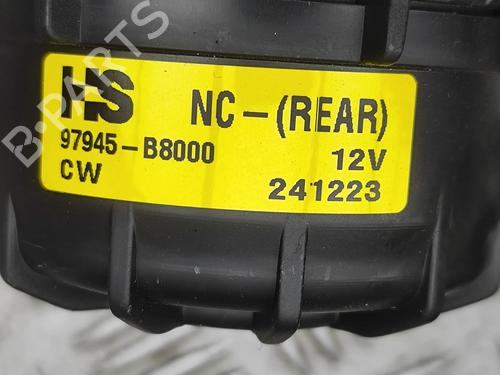 HS NC-(REAR)
97945-B8000 12V
CW 241223
B-PARTS